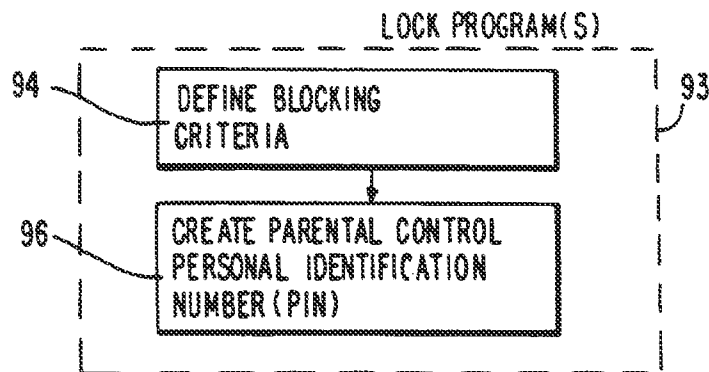 LOCK PROGRAM(S)
94
DEFINE BLOCKING
CRITERIA
93
96
CREATE PARENTAL CONTROL
PERSONAL IDENTIFICATION
NUMBER (PIN)